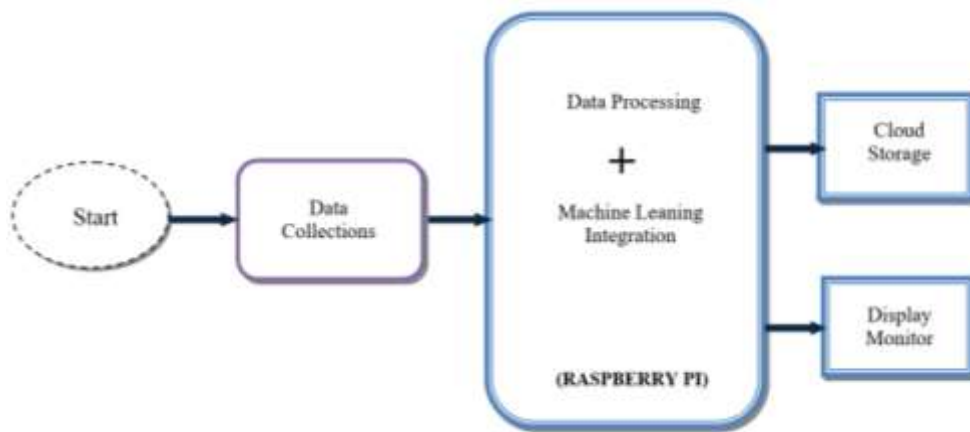 Start
Data
Collections
Data Processing
+
Machine Leaning
Integration
(RASPBERRY PI)
Cloud
Storage
Display
Monitor